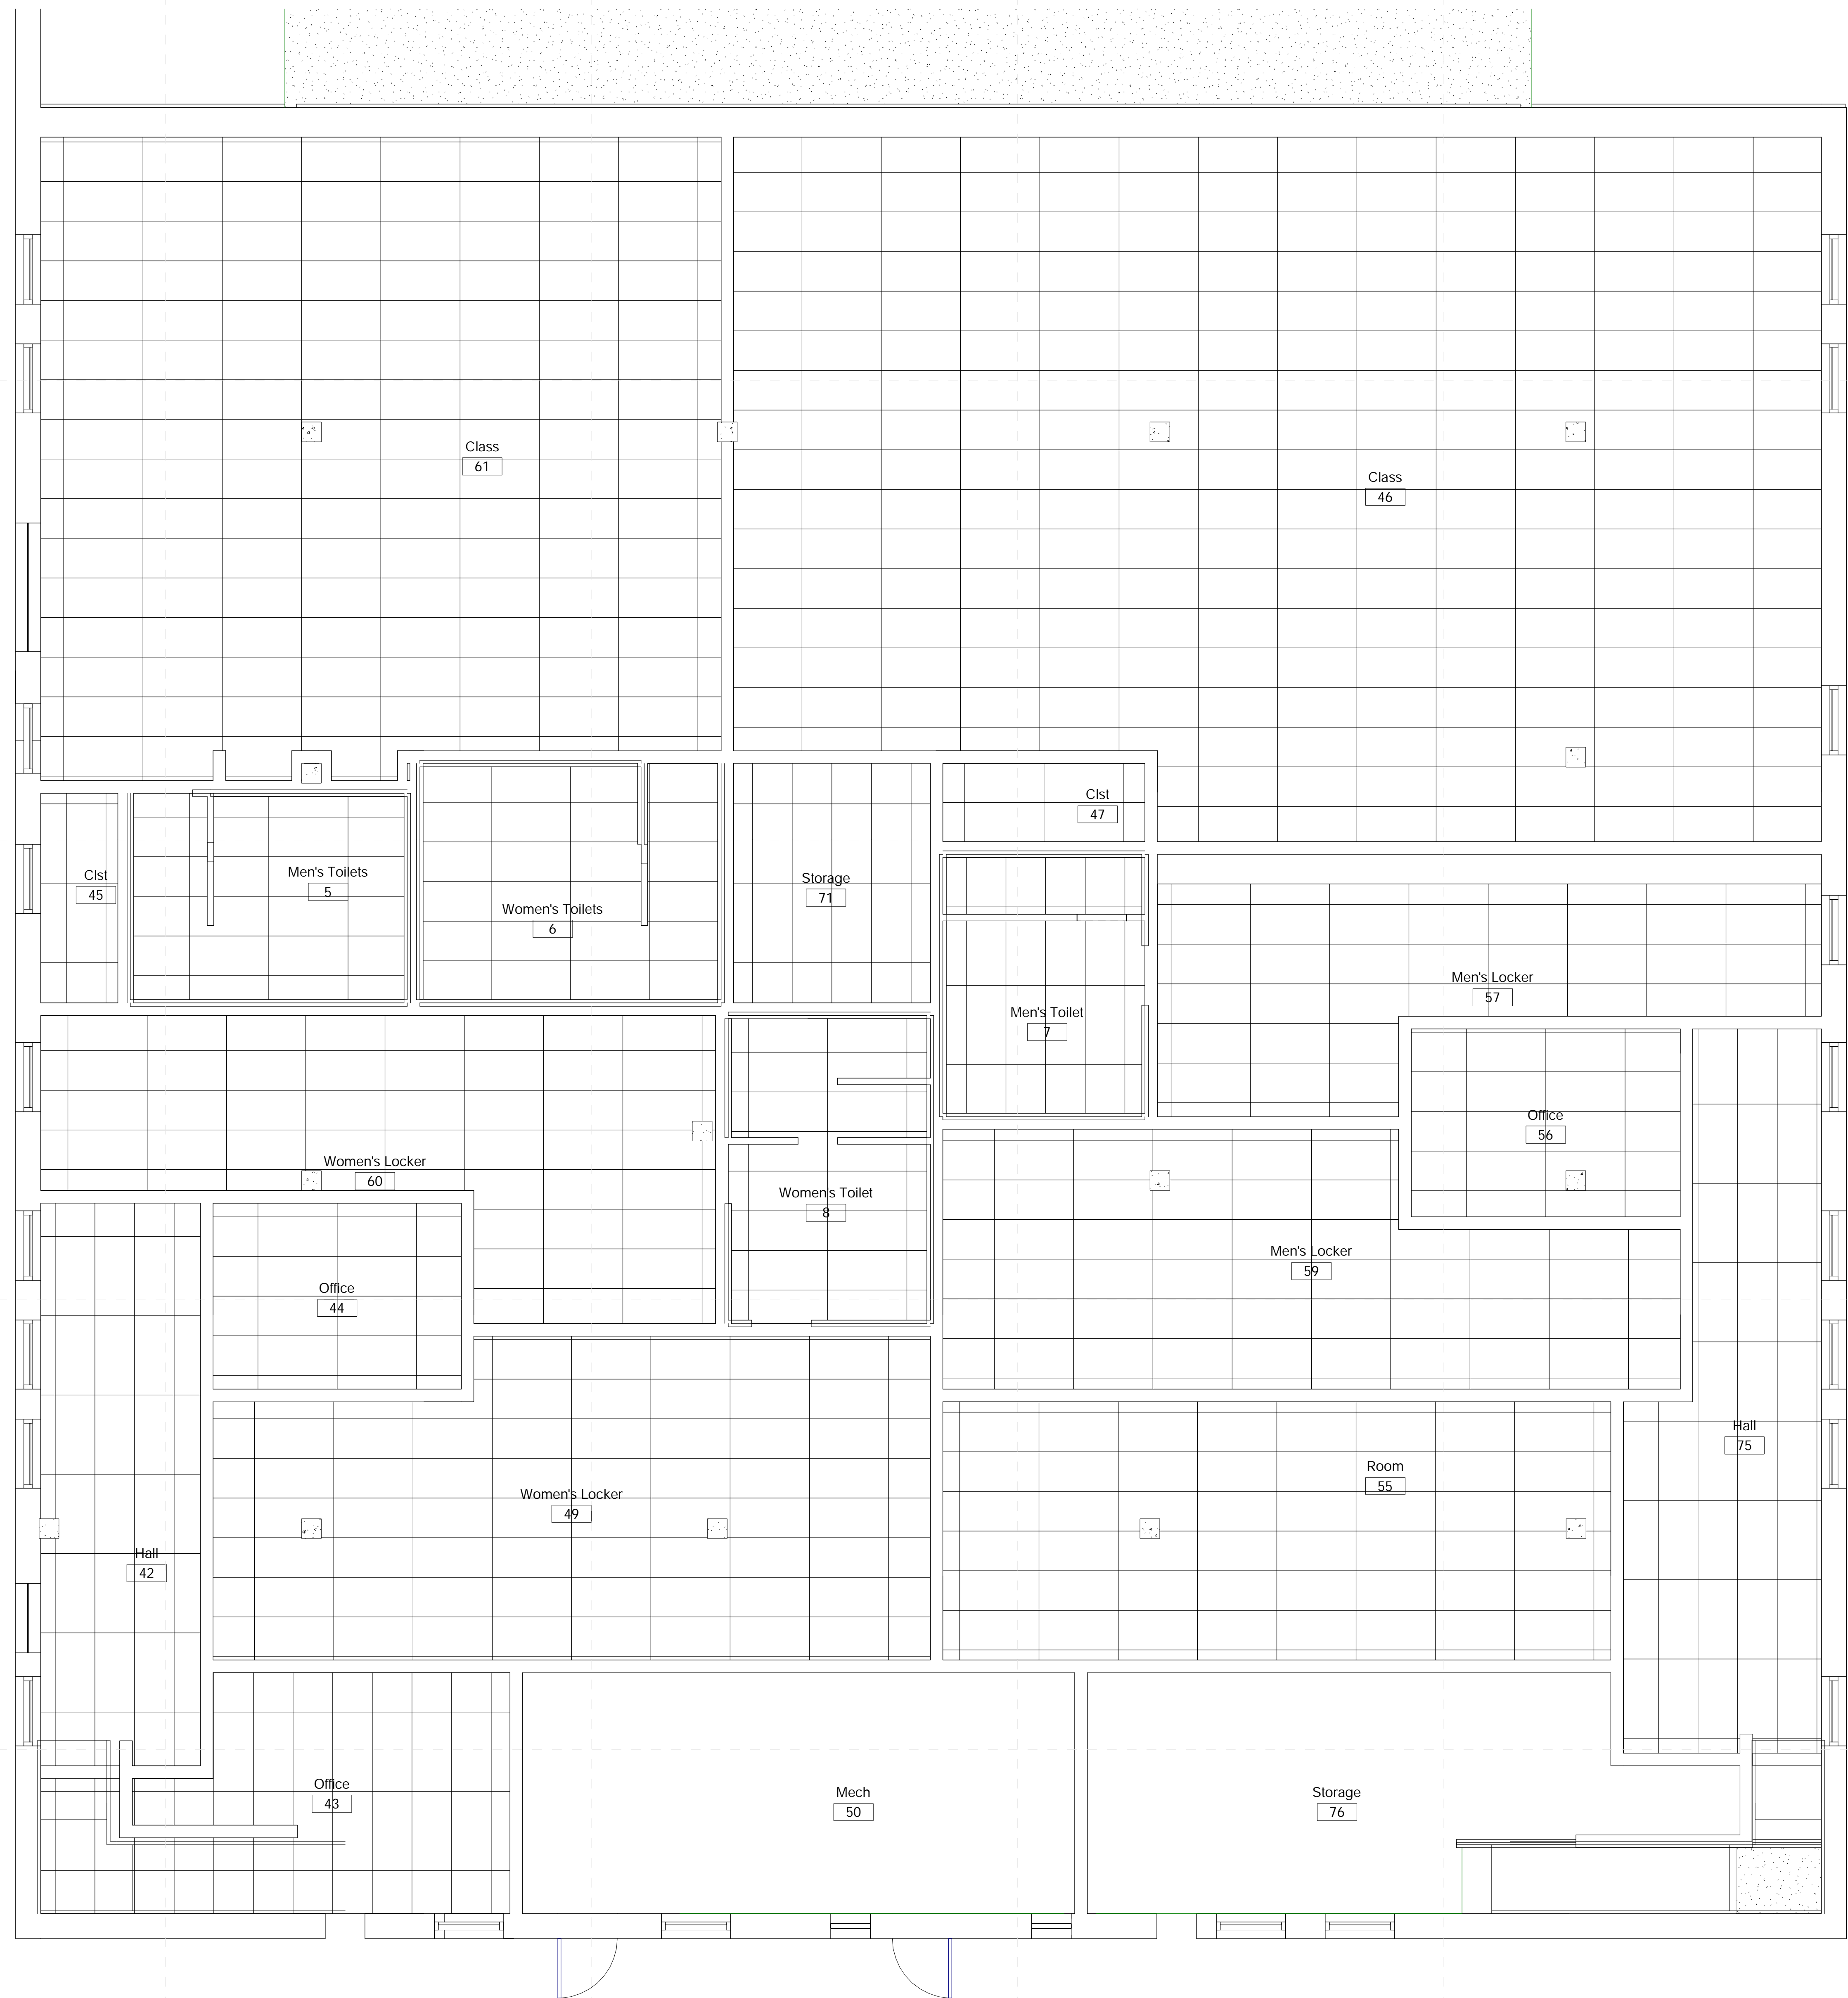 Class
61
Class
46
Clst
47
Clst
45
Men's Toilets
5
Women's Toilets
6
Storage
71
Men's Toilet
7
Men's Locker
57
Office
56
Women's Locker
60
Women's Toilet
8
Men's Locker
59
Office
44
Hall
75
Room
55
Women's Locker
49
Hall
42
Office
43
Mech
50
Storage
76